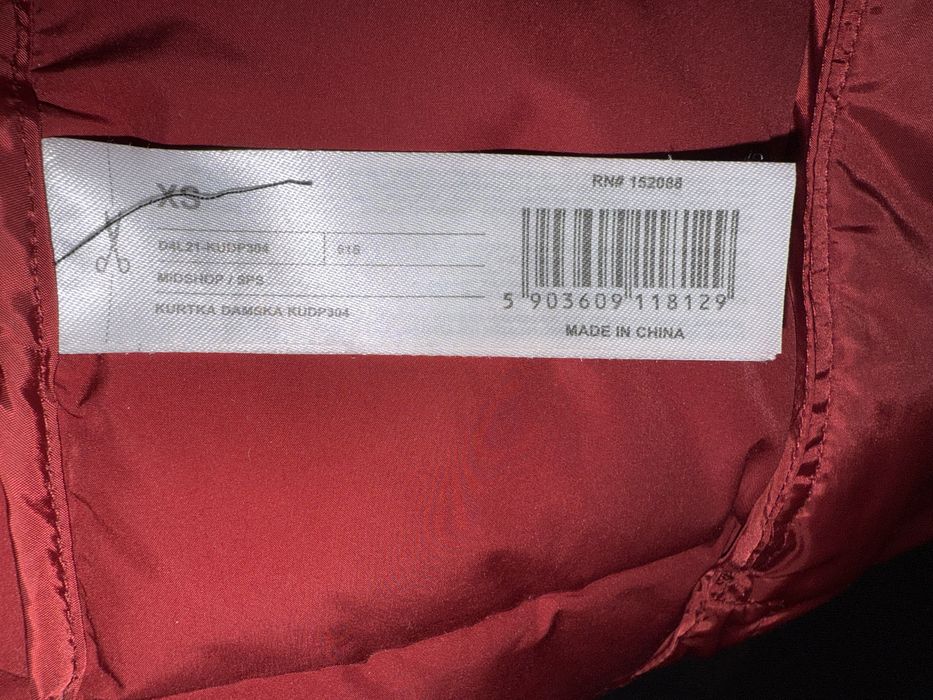 XS
D4L21-KUDP304 61S
MIDSHOP / SPS
KURTKA DAMSKA KUDP304
RN# 152088
5 903609 118129
MADE IN CHINA